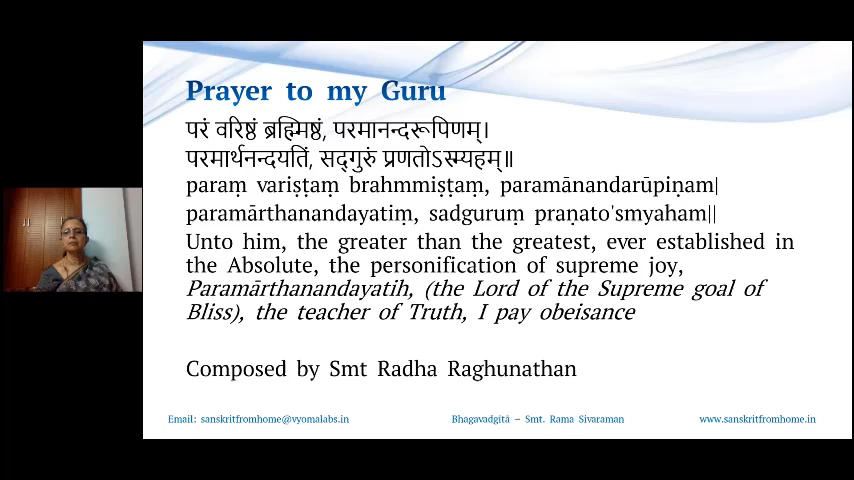 Prayer to my Guru
परं वरिष्ठं ब्रह्मिष्ठं, परमानन्दरूपिणम्।
परमार्थनन्दयतिं, सद्‌गुरुं प्रणतोऽस्म्यहम्॥
paraṃ variṣṭaṃ brahmmiṣṭaṃ, paramānandarūpiṇam|
paramārthanandayatiṃ, sadguruṃ praṇato'smyaham||
Unto him, the greater than the greatest, ever established in
the Absolute, the personification of supreme joy,
Paramārthanandayatih, (the Lord of the Supreme goal of
Bliss), the teacher of Truth, I pay obeisance
Composed by Smt Radha Raghunathan
Email: sanskritfromhome@vyomalabs.in Bhagavadgītā – Smt. Rama Sivaraman www.sanskritfromhome.in